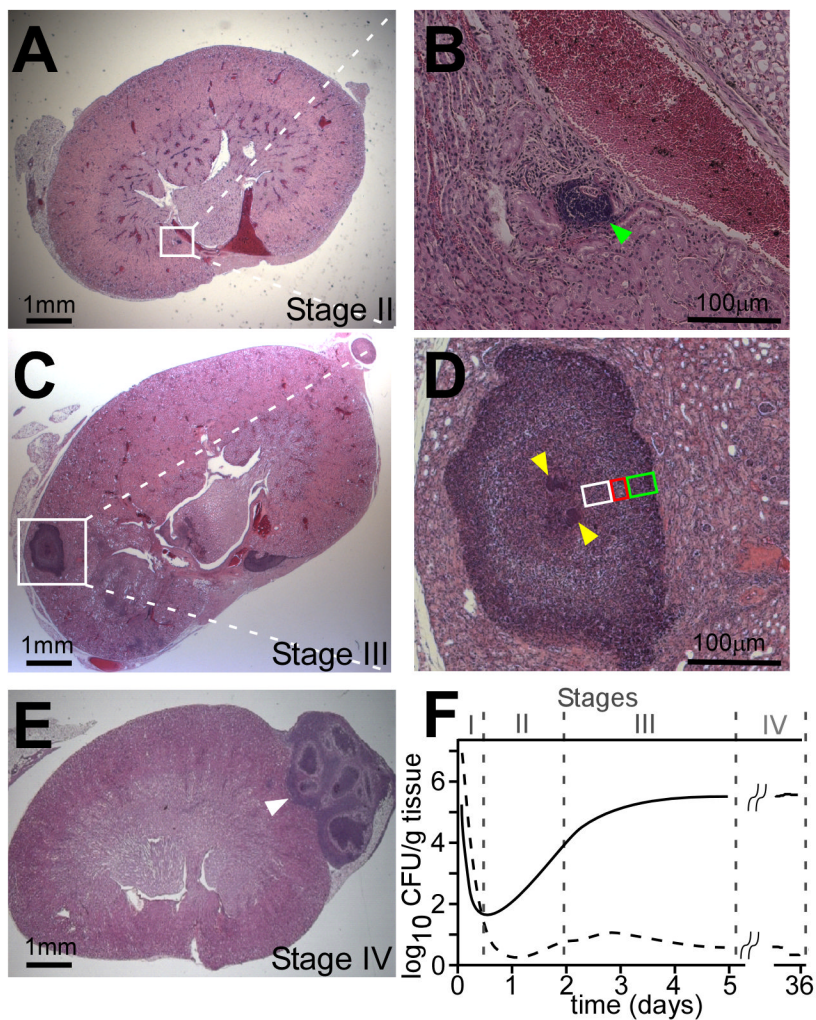 A
1mm
Stage II
B
100μm
C
1mm
Stage III
D
100μm
E
1mm
Stage IV
F
Stages
I II III IV
log10 CFU/g tissue
6
4
2
0
0 1 2 3 4 5 36
time (days)